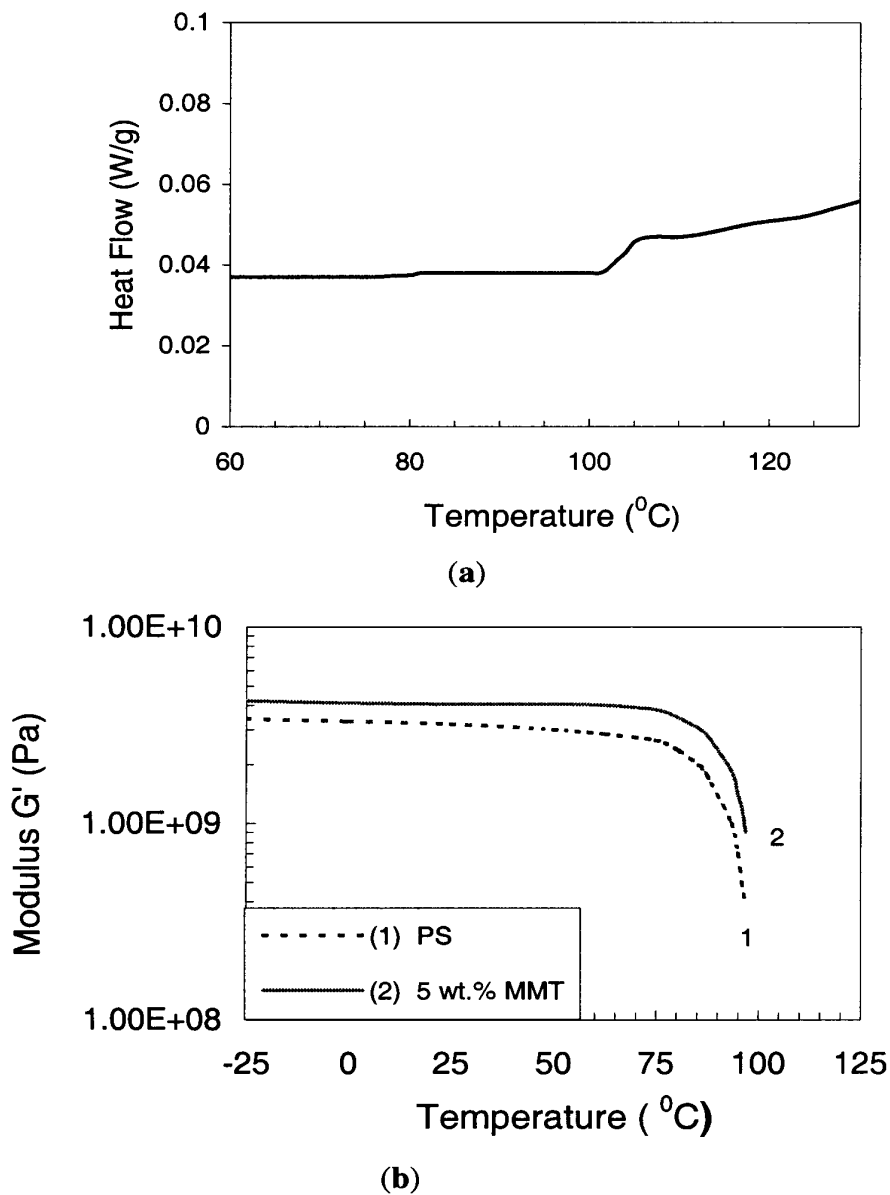 0.1
0.08
0.06
0.04
0.02
0
Heat Flow (W/g)
60 80 100 120
Temperature (⁰C)
(a)
1.00E+10
1.00E+09
1.00E+08
Modulus G' (Pa)
2
1
(1) PS
(2) 5 wt.% MMT
-25 0 25 50 75 100 125
Temperature ( ⁰C)
(b)